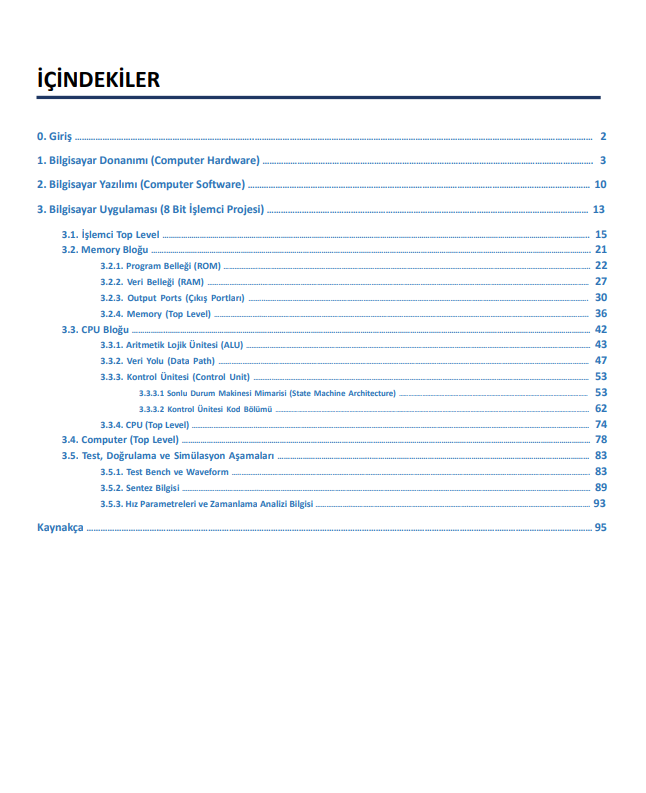 İÇİNDEKİLER
0. Giriş 2
1. Bilgisayar Donanımı (Computer Hardware) 3
2. Bilgisayar Yazılımı (Computer Software) 10
3. Bilgisayar Uygulaması (8 Bit İşlemci Projesi) 13
3.1. İşlemci Top Level 15
3.2. Memory Bloğu 21
3.2.1. Program Belleği (ROM) 22
3.2.2. Veri Belleği (RAM) 27
3.2.3. Output Ports (Çıkış Portları) 30
3.2.4. Memory (Top Level) 36
3.3. CPU Bloğu 42
3.3.1. Aritmetik Lojik Ünitesi (ALU) 43
3.3.2. Veri Yolu (Data Path) 47
3.3.3. Kontrol Ünitesi (Control Unit) 53
3.3.3.1 Sonlu Durum Makinesi Mimarisi (State Machine Architecture) 53
3.3.3.2 Kontrol Ünitesi Kod Bölümü 62
3.3.4. CPU (Top Level) 74
3.4. Computer (Top Level) 78
3.5. Test, Doğrulama ve Simülasyon Aşamaları 83
3.5.1. Test Bench ve Waveform 83
3.5.2. Sentez Bilgisi 89
3.5.3. Hız Parametreleri ve Zamanlama Analizi Bilgisi 93
Kaynakça 95